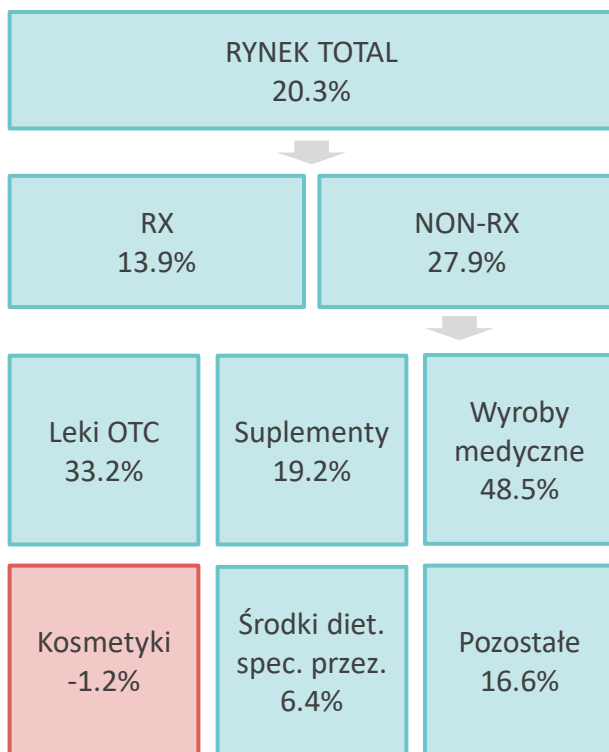 RYNEK TOTAL
20.3%
RX
13.9%
NON-RX
27.9%
Leki OTC
33.2%
Suplementy
19.2%
Wyroby
medyczne
48.5%
Kosmetyki
-1.2%
Środki diet.
spec. przez.
6.4%
Pozostałe
16.6%